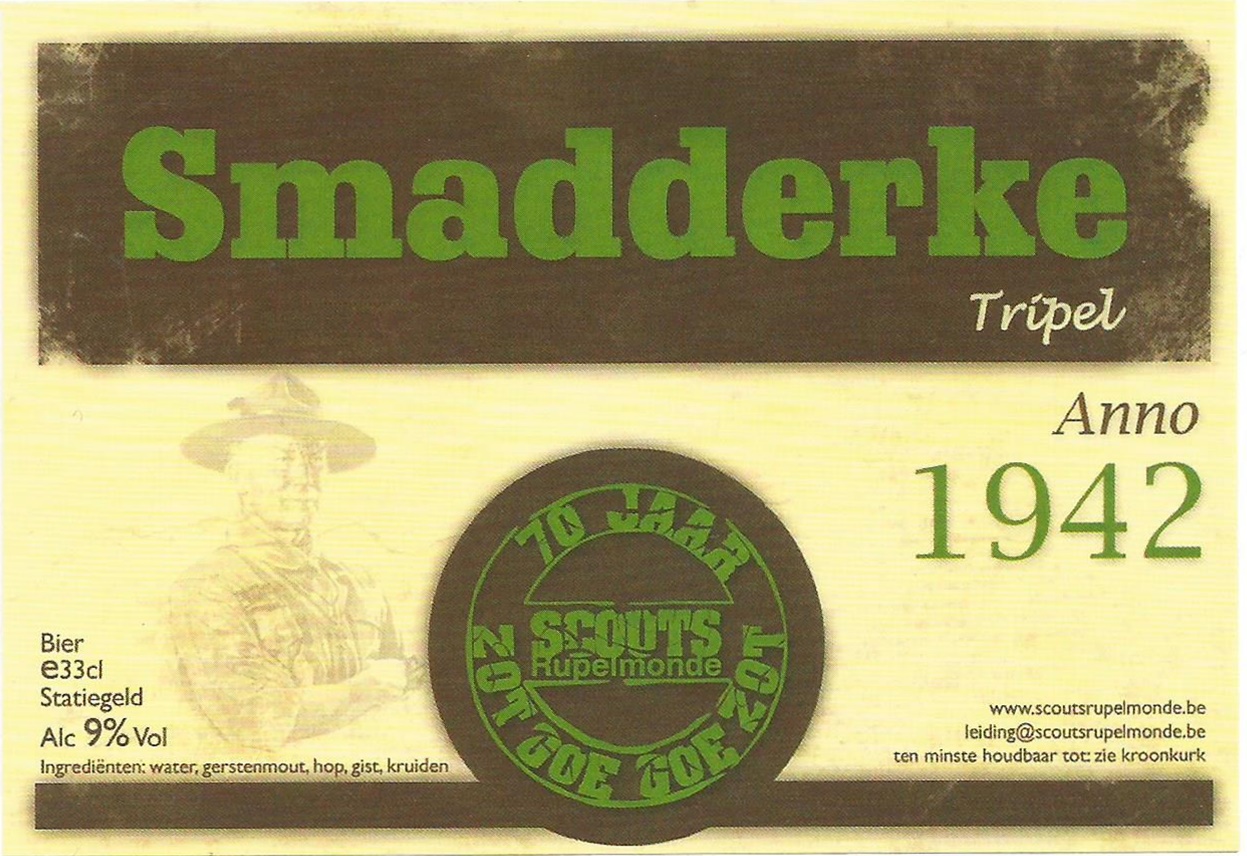 Smadderke
Tripel
Anno
1942
70 JAAR
SCOUTS
Rupelmonde
ZOT GOE GOE ZOT
Bier
e33cl
Statiegeld
Alc 9% Vol
Ingrediënten: water, gerstenmout, hop, gist, kruiden
www.scoutsrupelmonde.be
leiding@scoutsrupelmonde.be
ten minste houdbaar tot: zie kroonkurk